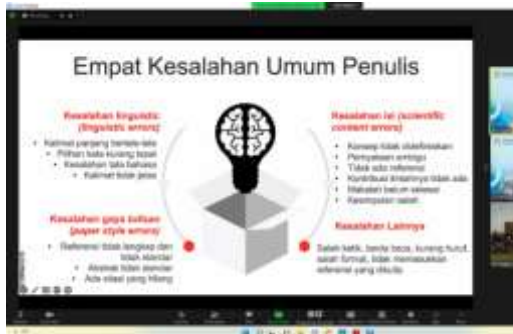 Empat Kesalahan Umum Penulis
Kesalahan linguistic
(linguistic errors)
Kalimat panjang bertele-tele
Pilihan kata kurang tepat
Kesalahan tata bahasa
Kalimat tidak jelas
Kesalahan gaya tulisan
(paper style errors)
Referensi tidak lengkap dan
tidak standar
Abstrak tidak standar
Ada sitasi yang hilang
Kesalahan isi (scientific
content errors)
Konsep tidak didefinisikan
Pernyataan ambigu
Tidak ada referensi
Kontribusi ilmiahnya tidak ada
Makalah belum selesai
Kesimpulan salah
Kesalahan Lainnya
Salah ketik, tanda baca, kurang huruf,
salah format, tidak memasukkan
referensi yang dikutip